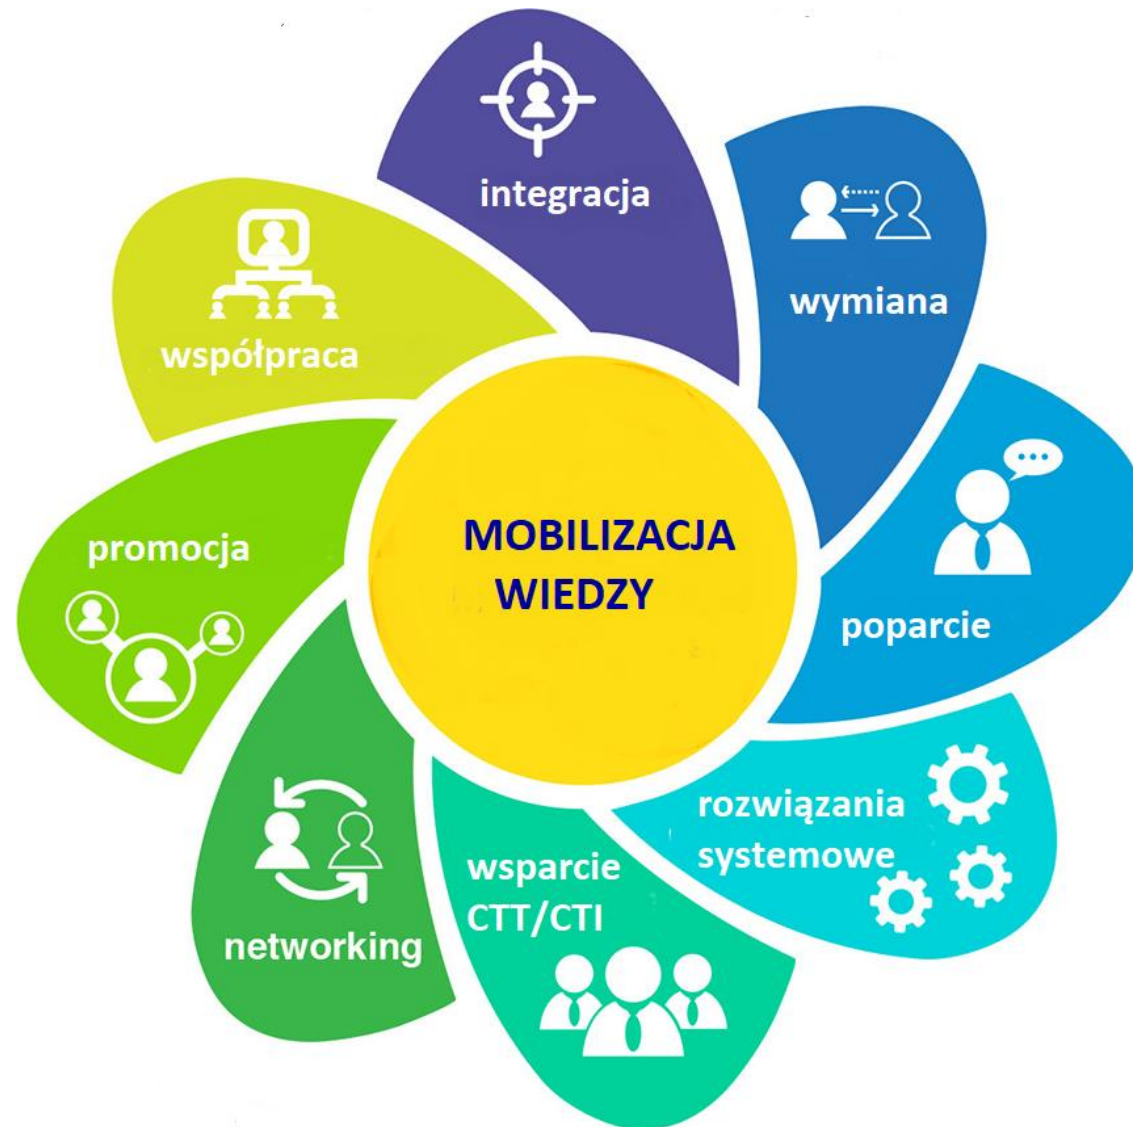 integracja
wymiana
poparcie
rozwiązania
systemowe
wsparcie
CTT/CTI
networking
promocja
współpraca
MOBILIZACJA
WIEDZY